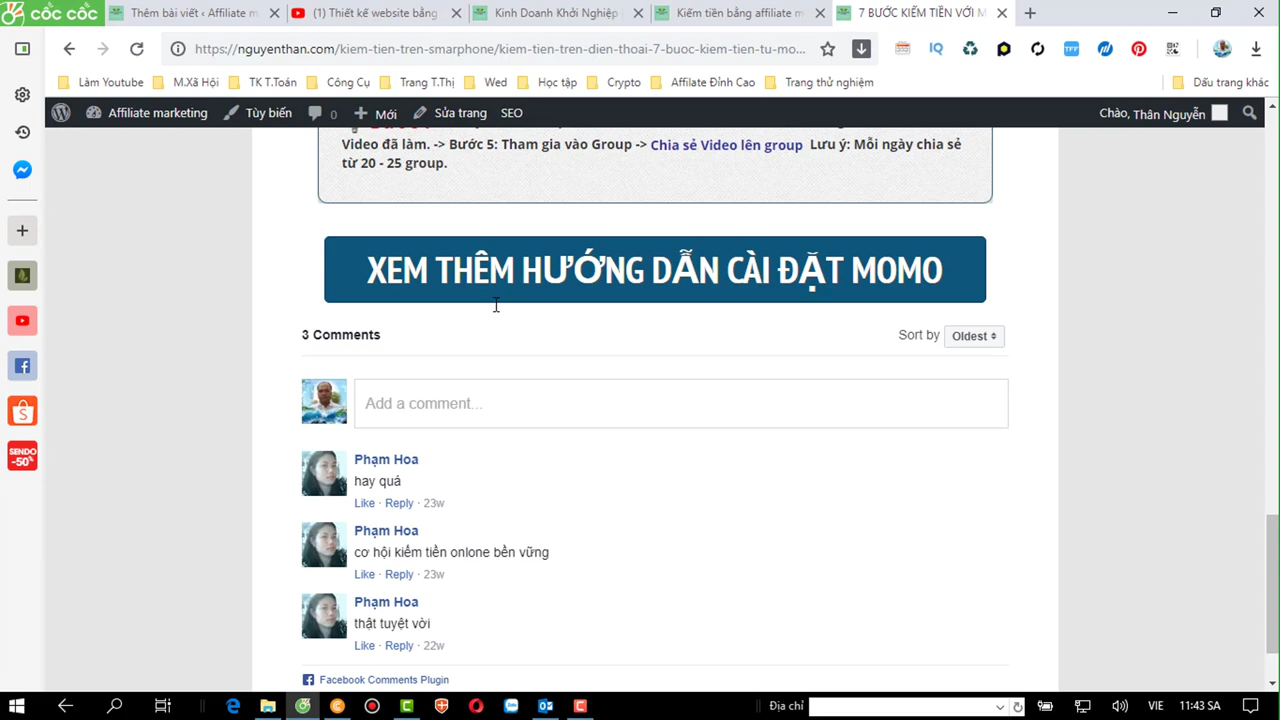 cốc cốc
Thêm bài viết ‹ Affiliate m
(1) Thiết kế website bằng
Kinh Doanh Khởi Nghiệp
Kiếm tiền bằng affiliate m
7 BƯỚC KIẾM TIỀN VỚI M
https://nguyenthan.com/kiem-tien-tren-smarphone/kiem-tien-tren-dien-thoai-7-buoc-kiem-tien-tu-mo...
IQ
TFF
Làm Youtube
M.Xã Hội
TK T.Toán
Công Cụ
Trang T.Thị
Wed
Học tập
Crypto
Affilate Đỉnh Cao
Trang thử nghiệm
Dấu trang khác
Affiliate marketing
Tùy biến
0
Mới
Sửa trang
SEO
Chào, Thân Nguyễn
Video đã làm. -> Bước 5: Tham gia vào Group -> Chia sẻ Video lên group Lưu ý: Mỗi ngày chia sẻ
từ 20 - 25 group.
XEM THÊM HƯỚNG DẪN CÀI ĐẶT MOMO
3 Comments
Sort by
Oldest
Add a comment...
Phạm Hoa
hay quá
Like · Reply · 23w
Phạm Hoa
cơ hội kiếm tiền onlone bền vững
Like · Reply · 23w
Phạm Hoa
thật tuyệt vời
Like · Reply · 22w
Facebook Comments Plugin
SENDO
-50%
Địa chỉ
VIE
11:43 SA